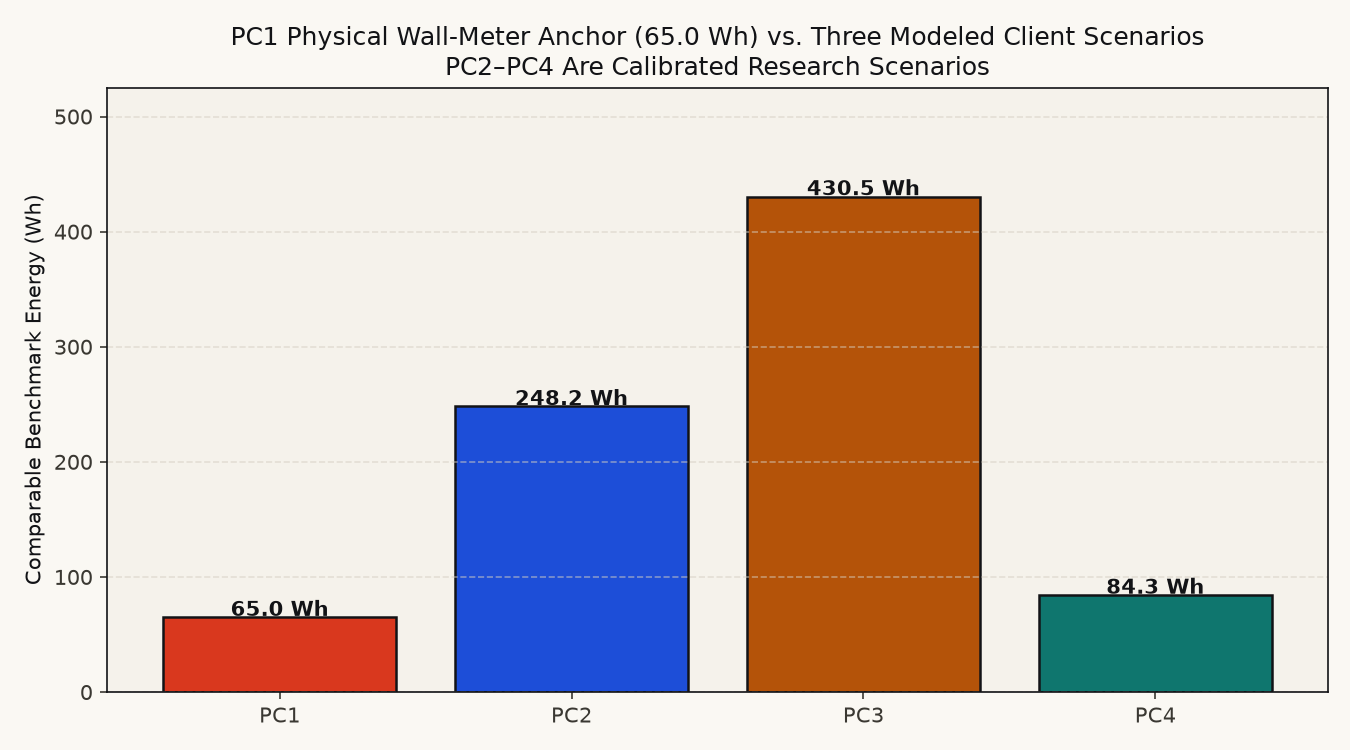 PC1 Physical Wall-Meter Anchor (65.0 Wh) vs. Three Modeled Client Scenarios
PC2–PC4 Are Calibrated Research Scenarios
Comparable Benchmark Energy (Wh)
500
400
300
200
100
0
65.0 Wh
248.2 Wh
430.5 Wh
84.3 Wh
PC1
PC2
PC3
PC4